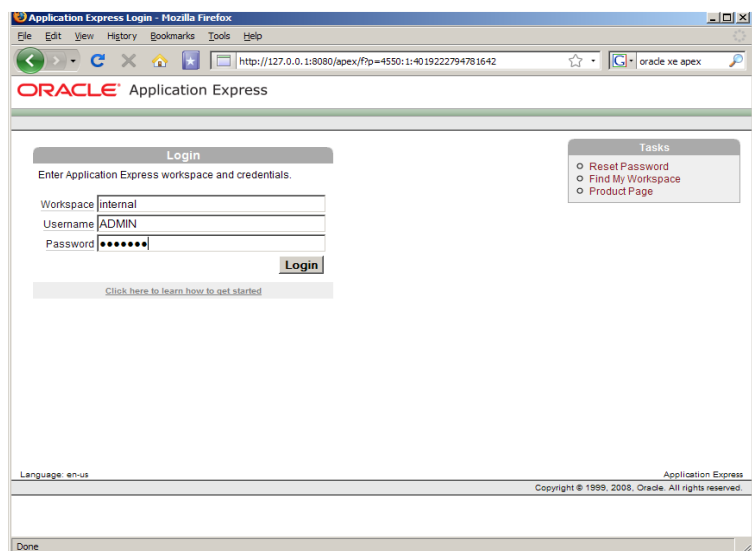 Application Express Login - Mozilla Firefox
File Edit View History Bookmarks Tools Help
http://127.0.0.1:8080/apex/f?p=4550:1:4019222794781642
G oracle xe apex
ORACLE Application Express
Login
Enter Application Express workspace and credentials.
Workspace internal
Username ADMIN
Password ●●●●●●●
Login
Click here to learn how to get started
Tasks
Reset Password
Find My Workspace
Product Page
Language: en-us
Application Express
Copyright © 1999, 2008, Oracle. All rights reserved.
Done